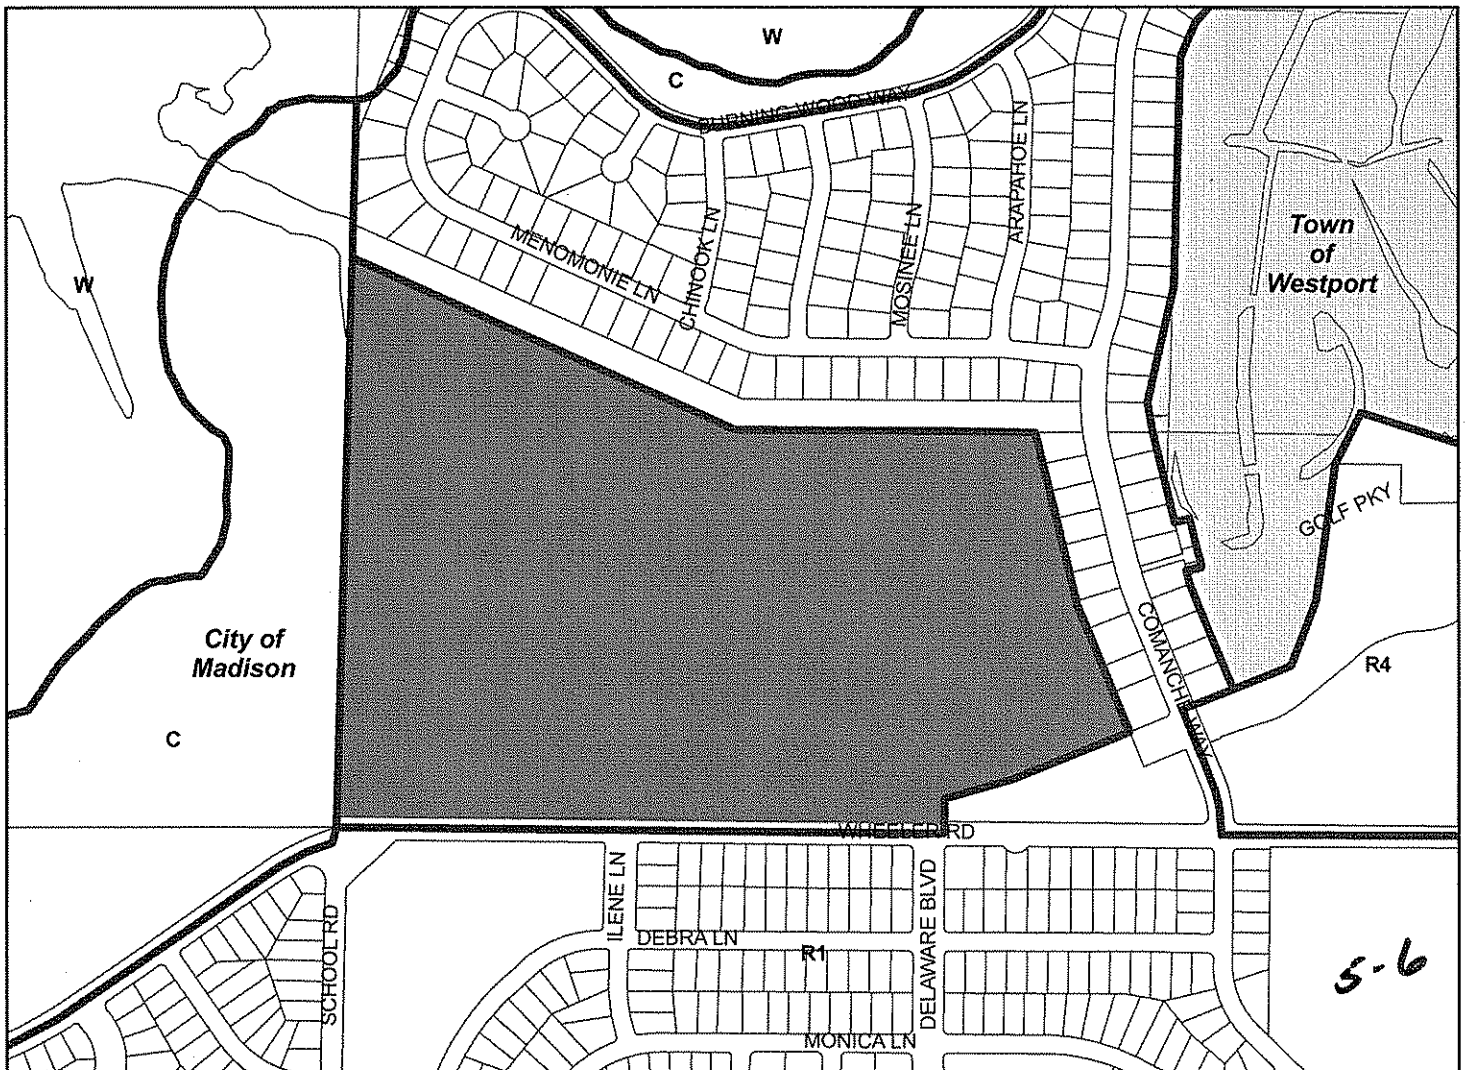 W
C
BURNING WOOD WAY
ARAPAHOE LN
MOSINEE LN
CHINOOK LN
MENOMONIE LN
Town
of
Westport
W
GOLF PKY
City of
Madison
COMANCHE WAY
R4
C
WHEELER RD
ILENE LN
DELAWARE BLVD
SCHOOL RD
DEBRA LN
R1
5-6
MONICA LN